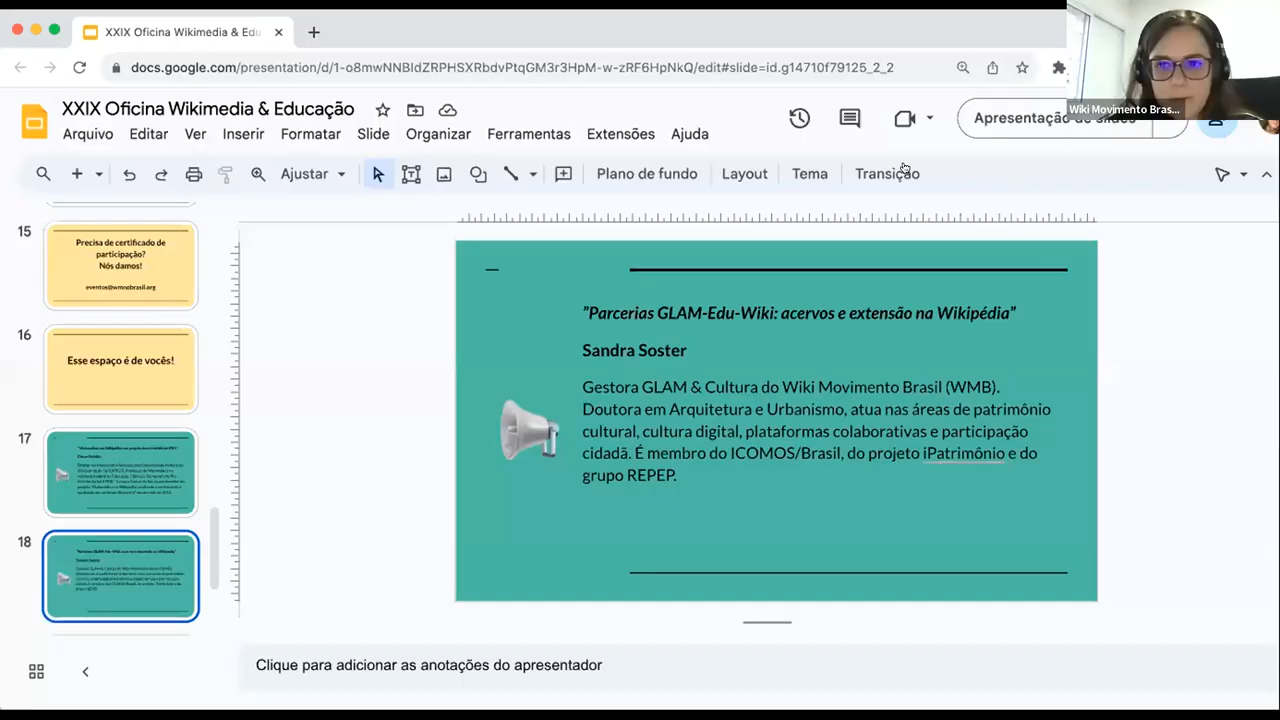 XXIX Oficina Wikimedia & Edu
docs.google.com/presentation/d/1-o8mwNNBIdZRPHSXRbbvPtqGM3r3HpM-w-zRF6HpNkQ/edit#slide=id.g14710f79125_2_2
Wiki Movimento Bras...
XXIX Oficina Wikimedia & Educação
Arquivo Editar Ver Inserir Formatar Slide Organizar Ferramentas Extensões Ajuda
Apresentação de slides
Ajustar Plano de fundo Layout Tema Transição
15
Precisa de certificado de
participação?
Nós damos!
eventos@wmnobrasil.org
16
Esse espaço é de vocês!
17
18
"Parcerias GLAM-Edu-Wiki: acervos e extensão na Wikipédia"
Sandra Soster
Gestora GLAM & Cultura do Wiki Movimento Brasil (WMB).
Doutora em Arquitetura e Urbanismo, atua nas áreas de patrimônio
cultural, cultura digital, plataformas colaborativas e participação
cidadã. É membro do ICOMOS/Brasil, do projeto iPatrimônio e do
grupo REPEP.
Clique para adicionar as anotações do apresentador